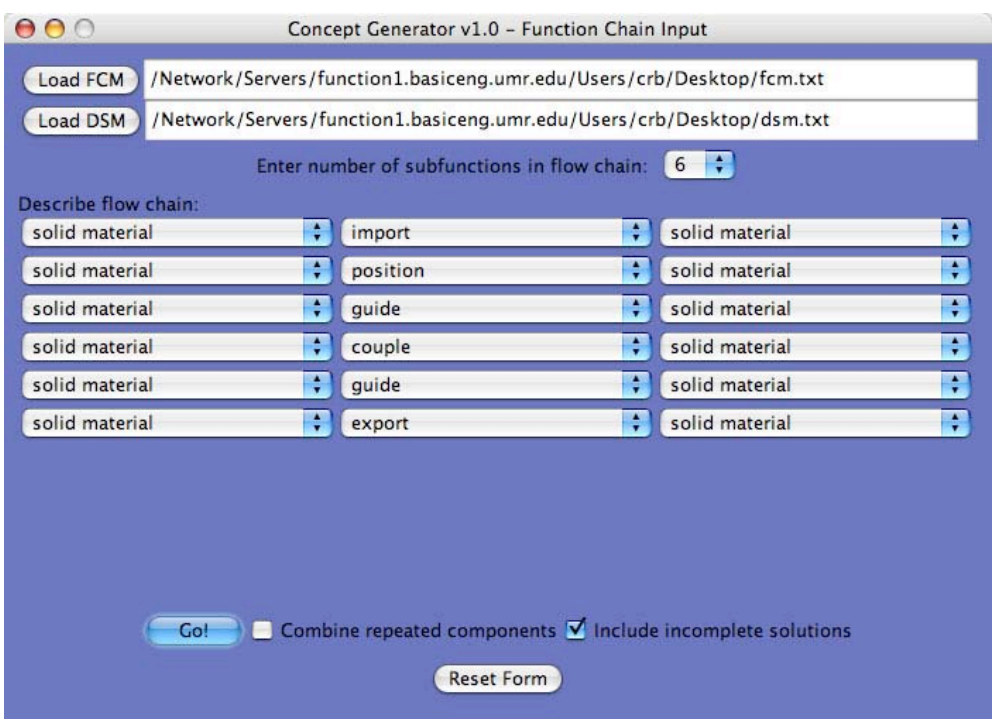 Concept Generator v1.0 – Function Chain Input
Load FCM /Network/Servers/function1.basiceng.umr.edu/Users/crb/Desktop/fcm.txt
Load DSM /Network/Servers/function1.basiceng.umr.edu/Users/crb/Desktop/dsm.txt
Enter number of subfunctions in flow chain: 6
Describe flow chain:
solid material import solid material
solid material position solid material
solid material guide solid material
solid material couple solid material
solid material guide solid material
solid material export solid material
Go! Combine repeated components Include incomplete solutions
Reset Form